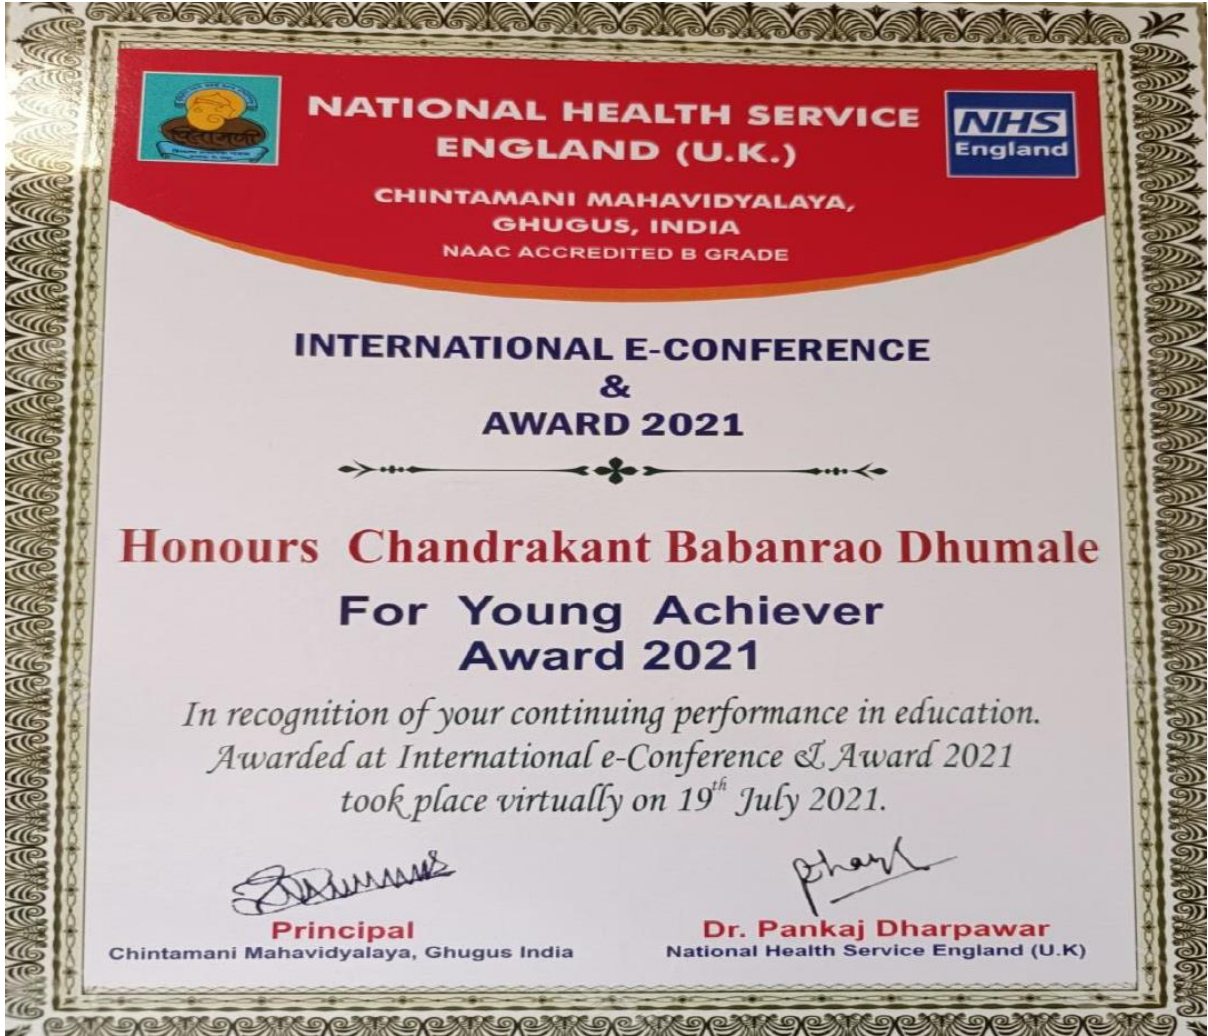 NATIONAL HEALTH SERVICE
ENGLAND (U.K.)
NHS
England
CHINTAMANI MAHAVIDYALAYA,
GHUGUS, INDIA
NAAC ACCREDITED B GRADE
चिंतामणी
INTERNATIONAL E-CONFERENCE
&
AWARD 2021
Honours Chandrakant Babanrao Dhumale
For Young Achiever
Award 2021
In recognition of your continuing performance in education.
Awarded at International e-Conference & Award 2021
took place virtually on 19th July 2021.
Principal
Chintamani Mahavidyalaya, Ghugus India
Dr. Pankaj Dharpawar
National Health Service England (U.K)